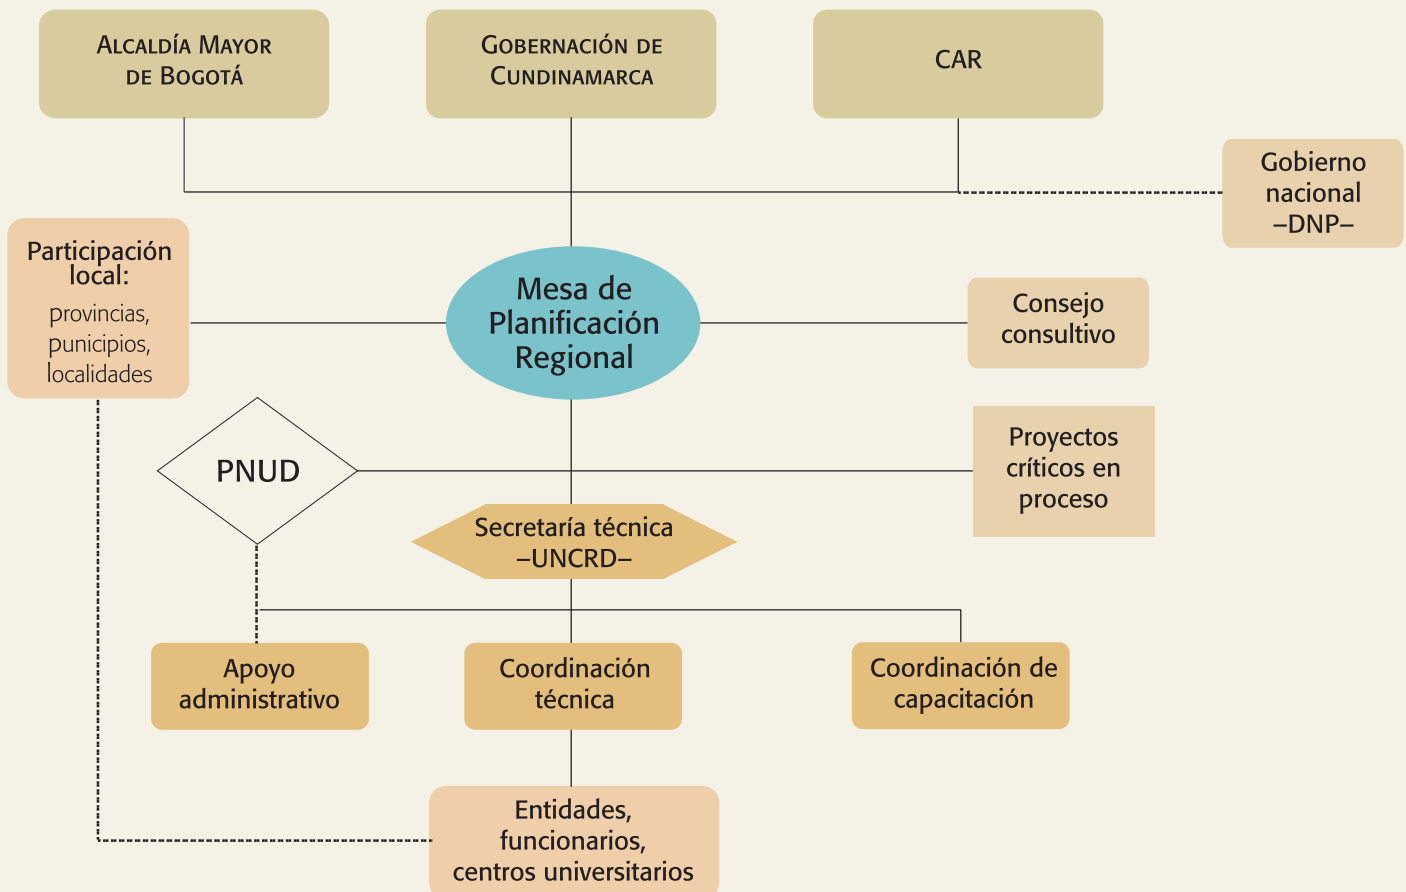 ALCALDÍA MAYOR
DE BOGOTÁ
GOBERNACIÓN DE
CUNDINAMARCA
CAR
Gobierno
nacional
–DNP–
Participación
local:
provincias,
punicipios,
localidades
Mesa de
Planificación
Regional
Consejo
consultivo
PNUD
Proyectos
críticos en
proceso
Secretaría técnica
–UNCRD–
Apoyo
administrativo
Coordinación
técnica
Coordinación de
capacitación
Entidades,
funcionarios,
centros universitarios